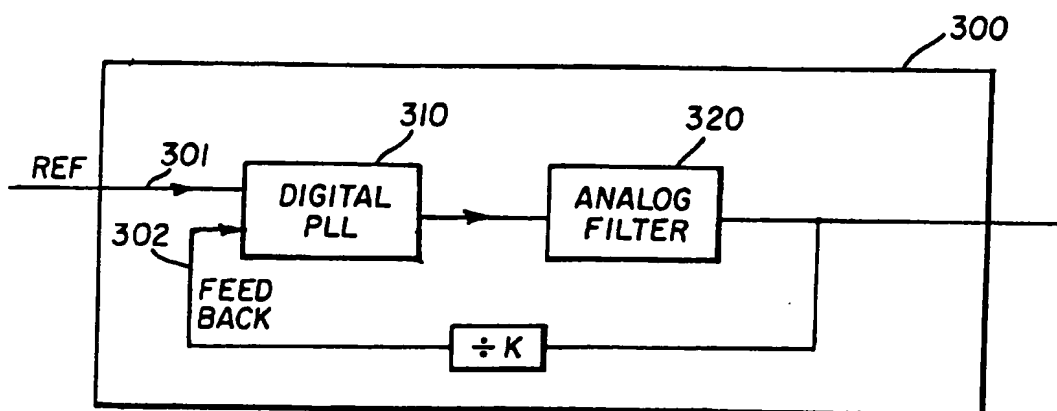 300
310
320
REF
301
DIGITAL
PLL
ANALOG
FILTER
302
FEED
BACK
÷ K